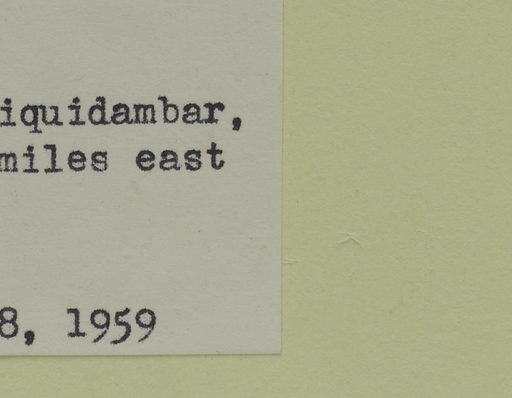 iquidambar,
miles east
8, 1959